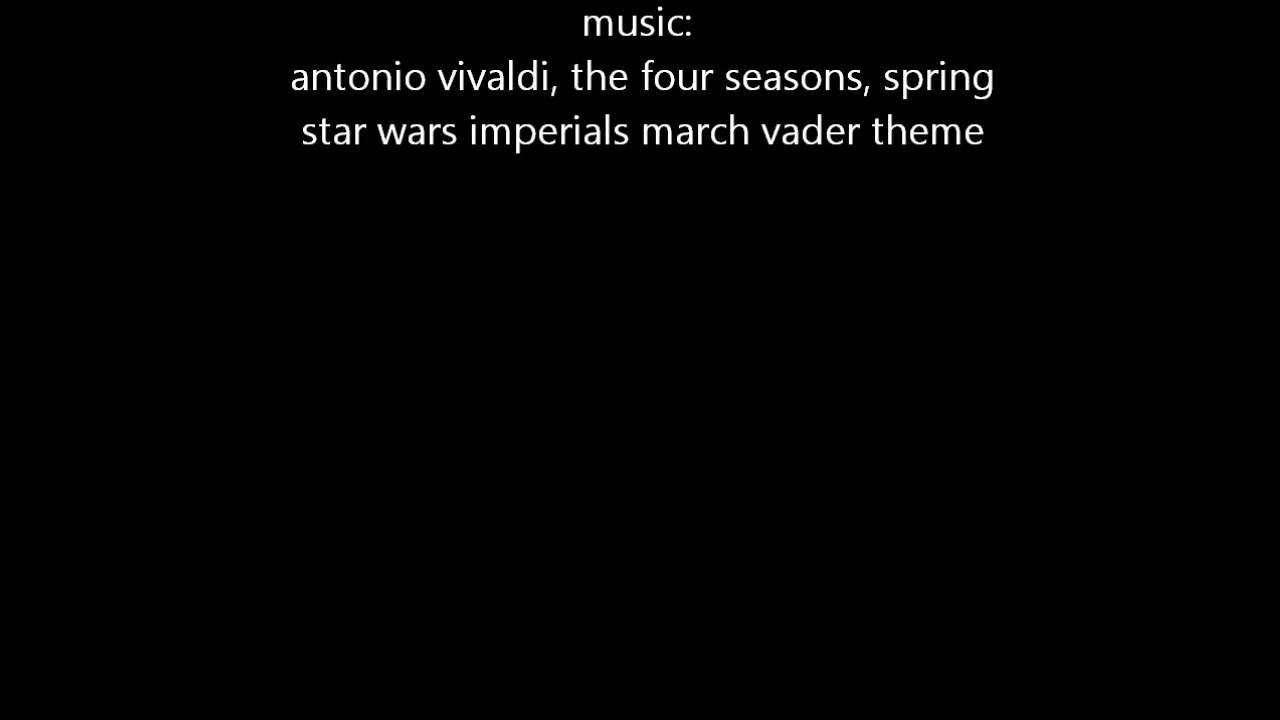 music:
antonio vivaldi, the four seasons, spring
star wars imperials march vader theme